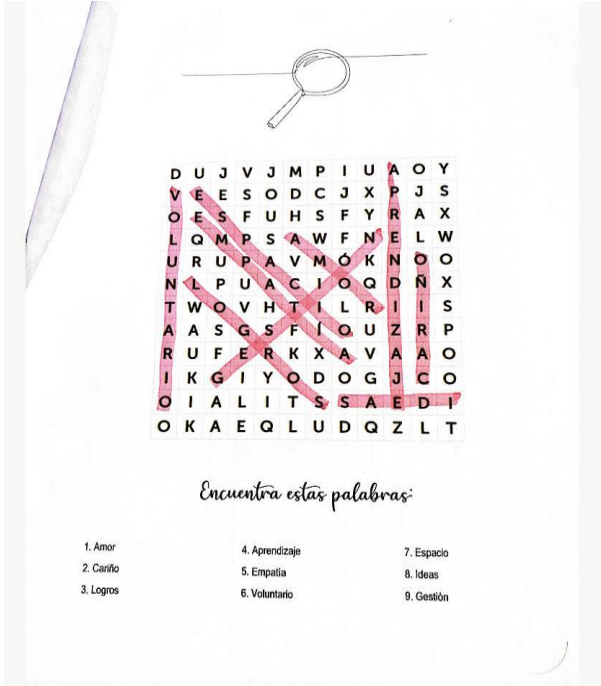 D U J V J M P I U A O Y
V E E S O D C J X P J S
O E S F U H S F Y R A X
L Q M P S A W F N E L W
U R U P A V M Ó K N O O
N L P U A C I O Q D Ñ X
T W O V H T I L R I I S
A A S G S F Í O U Z R P
R U F E R K X A V A A O
I K G I Y O D O G J C O
O I A L I T S S A E D I
O K A E Q L U D Q Z L T
Encuentra estas palabras:
1. Amor 4. Aprendizaje 7. Espacio
2. Cariño 5. Empatía 8. Ideas
3. Logros 6. Voluntario 9. Gestión